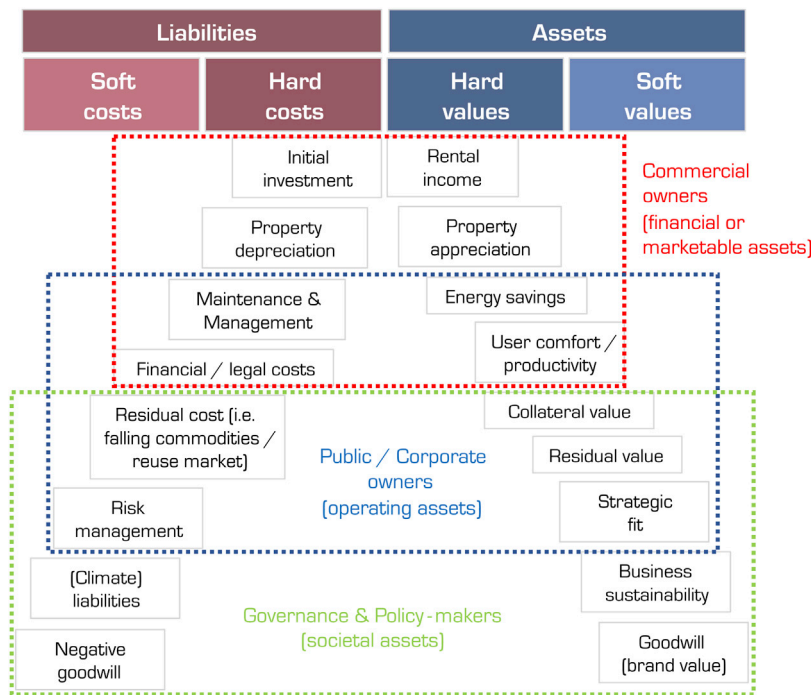 Liabilities
Assets
Soft
costs
Hard
costs
Hard
values
Soft
values
Initial
investment
Rental
income
Commercial
owners
(financial or
marketable assets)
Property
depreciation
Property
appreciation
Maintenance &
Management
Energy savings
User comfort /
productivity
Financial / legal costs
Residual cost (i.e.
falling commodities /
reuse market)
Collateral value
Public / Corporate
owners
(operating assets)
Residual value
Risk
management
Strategic
fit
(Climate)
liabilities
Business
sustainability
Governance & Policy-makers
(societal assets)
Negative
goodwill
Goodwill
(brand value)